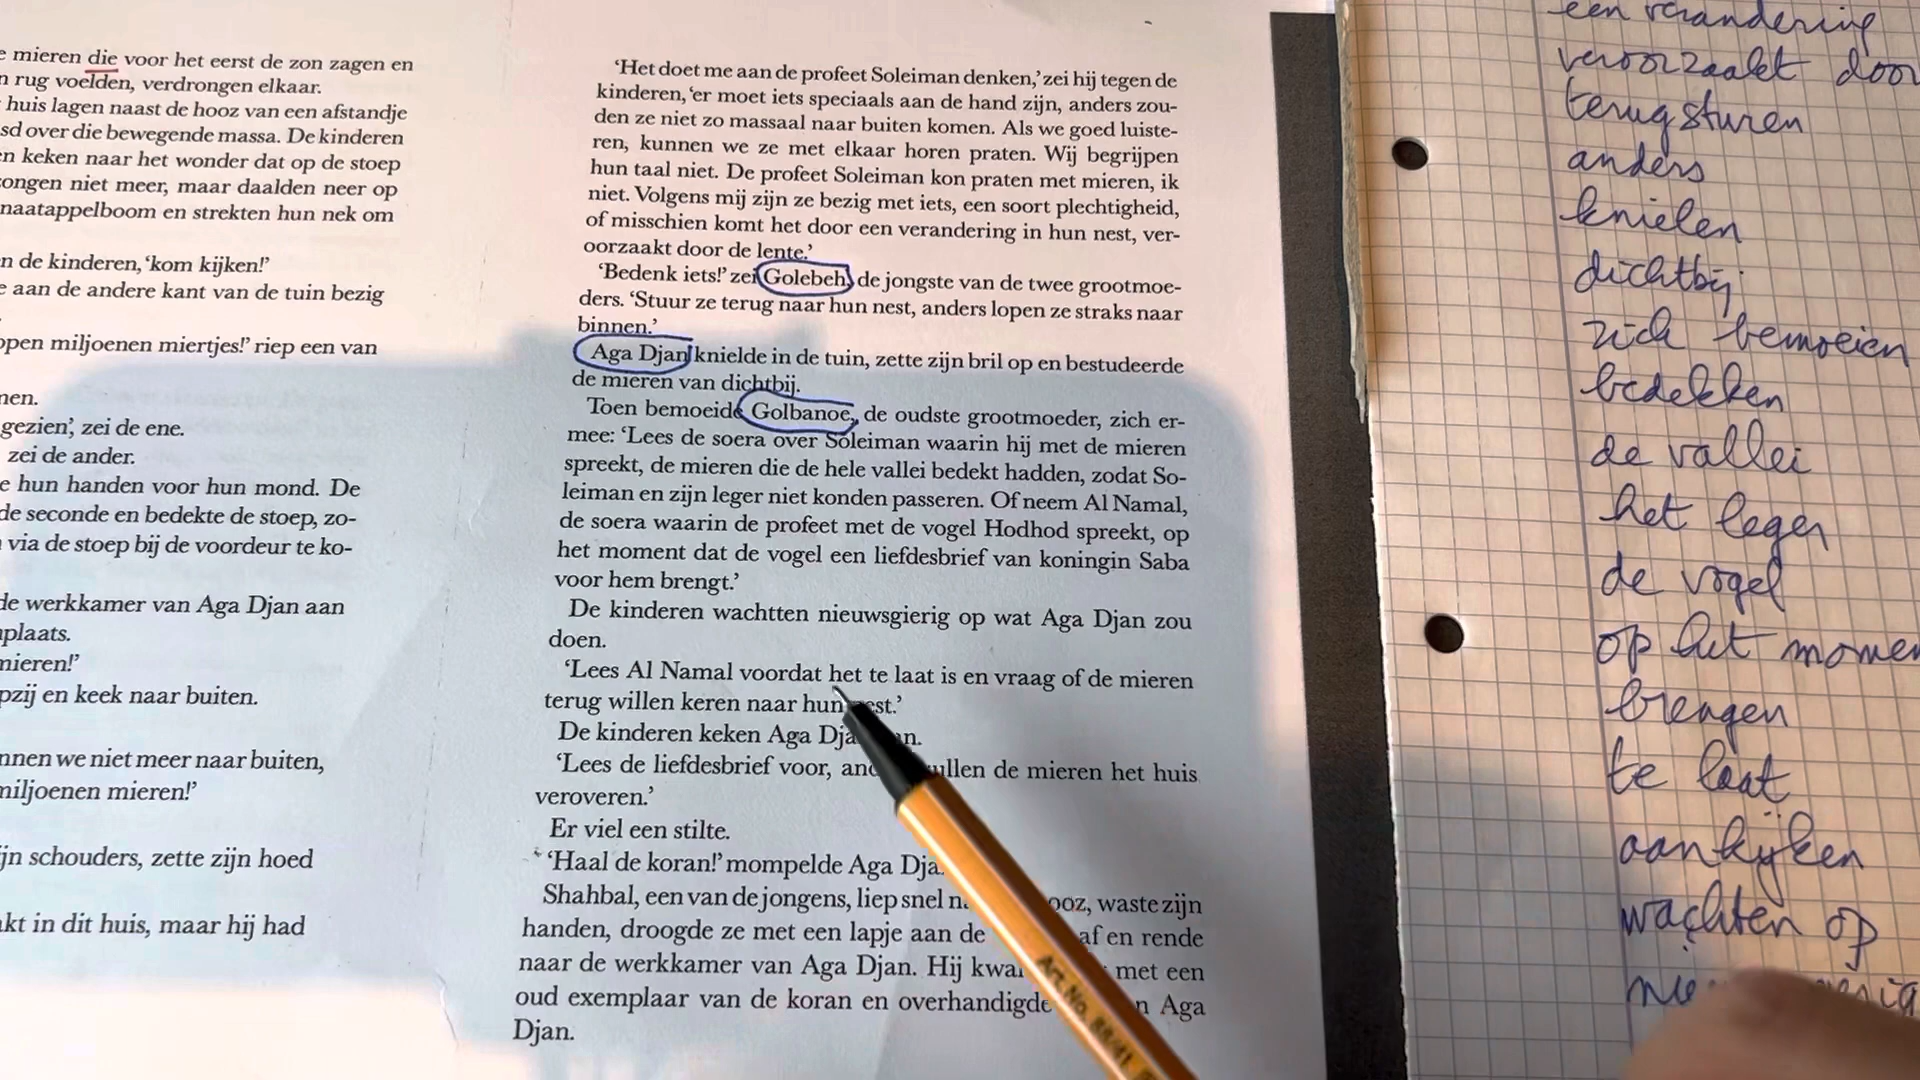 mieren die voor het eerst de zon zagen en
rug voelden, verdrongen elkaar.
huis lagen naast de hooz van een afstandje
over die bewegende massa. De kinderen
keken naar het wonder dat op de stoep
niet meer, maar daalden neer op
en strekten hun nek om
de kinderen, ‘kom kijken!’
aan de andere kant van de tuin bezig
miljoenen miertjes!’ riep een van
gezien’, zei de ene.
zei de ander.
hun handen voor hun mond. De
seconde en bedekte de stoep, zo-
via de stoep bij de voordeur te ko-
de werkkamer van Aga Djan aan
mieren!’
en keek naar buiten.
we niet meer naar buiten,
miljoenen mieren!’
schouders, zette zijn hoed
in dit huis, maar hij had
‘Het doet me aan de profeet Soleiman denken,’ zei hij tegen de
kinderen, ‘er moet iets speciaals aan de hand zijn, anders zou-
den ze niet zo massaal naar buiten komen. Als we goed luiste-
ren, kunnen we ze met elkaar horen praten. Wij begrijpen
hun taal niet. De profeet Soleiman kon praten met mieren, ik
niet. Volgens mij zijn ze bezig met iets, een soort plechtigheid,
of misschien komt het door een verandering in hun nest, ver-
oorzaakt door de lente.’
‘Bedenk iets!’ zei Golebeh, de jongste van de twee grootmoe-
ders. ‘Stuur ze terug naar hun nest, anders lopen ze straks naar
binnen.’
Aga Djan knielde in de tuin, zette zijn bril op en bestudeerde
de mieren van dichtbij.
Toen bemoeide Golbanoe, de oudste grootmoeder, zich er-
mee: ‘Lees de soera over Soleiman waarin hij met de mieren
spreekt, de mieren die de hele vallei bedekt hadden, zodat So-
leiman en zijn leger niet konden passeren. Of neem Al Namal,
de soera waarin de profeet met de vogel Hodhod spreekt, op
het moment dat de vogel een liefdesbrief van koningin Saba
voor hem brengt.’
De kinderen wachtten nieuwsgierig op wat Aga Djan zou
doen.
‘Lees Al Namal voordat het te laat is en vraag of de mieren
terug willen keren naar hun
De kinderen keken Aga
‘Lees de liefdesbrief voor, de mieren het huis
veroveren.’
Er viel een stilte.
‘Haal de koran!’ mompelde Aga
Shahbal, een van de jongens, liep snel waste zijn
handen, droogde ze met een lapje aan de af en rende
naar de werkkamer van Aga Djan. Hij met een
oud exemplaar van de koran en overhandigde Aga
Djan.
Art. No. 88/41
een verandering
veroorzaakt door
terugsturen
anders
knielen
dichtbij
zich bemoeien
bedekken
de vallei
het leger
de vogel
op het
brengen
te laat
aankijken
wachten op